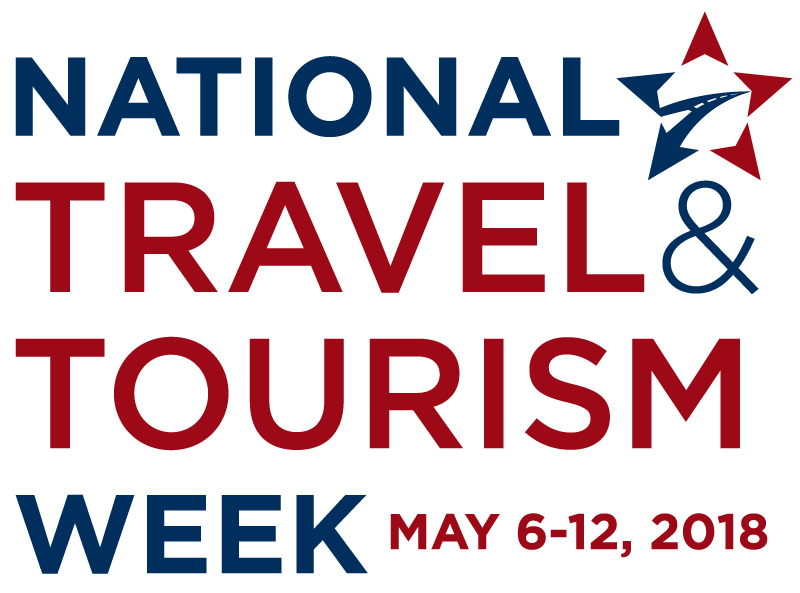 NATIONAL
TRAVEL &
TOURISM
WEEK MAY 6-12, 2018